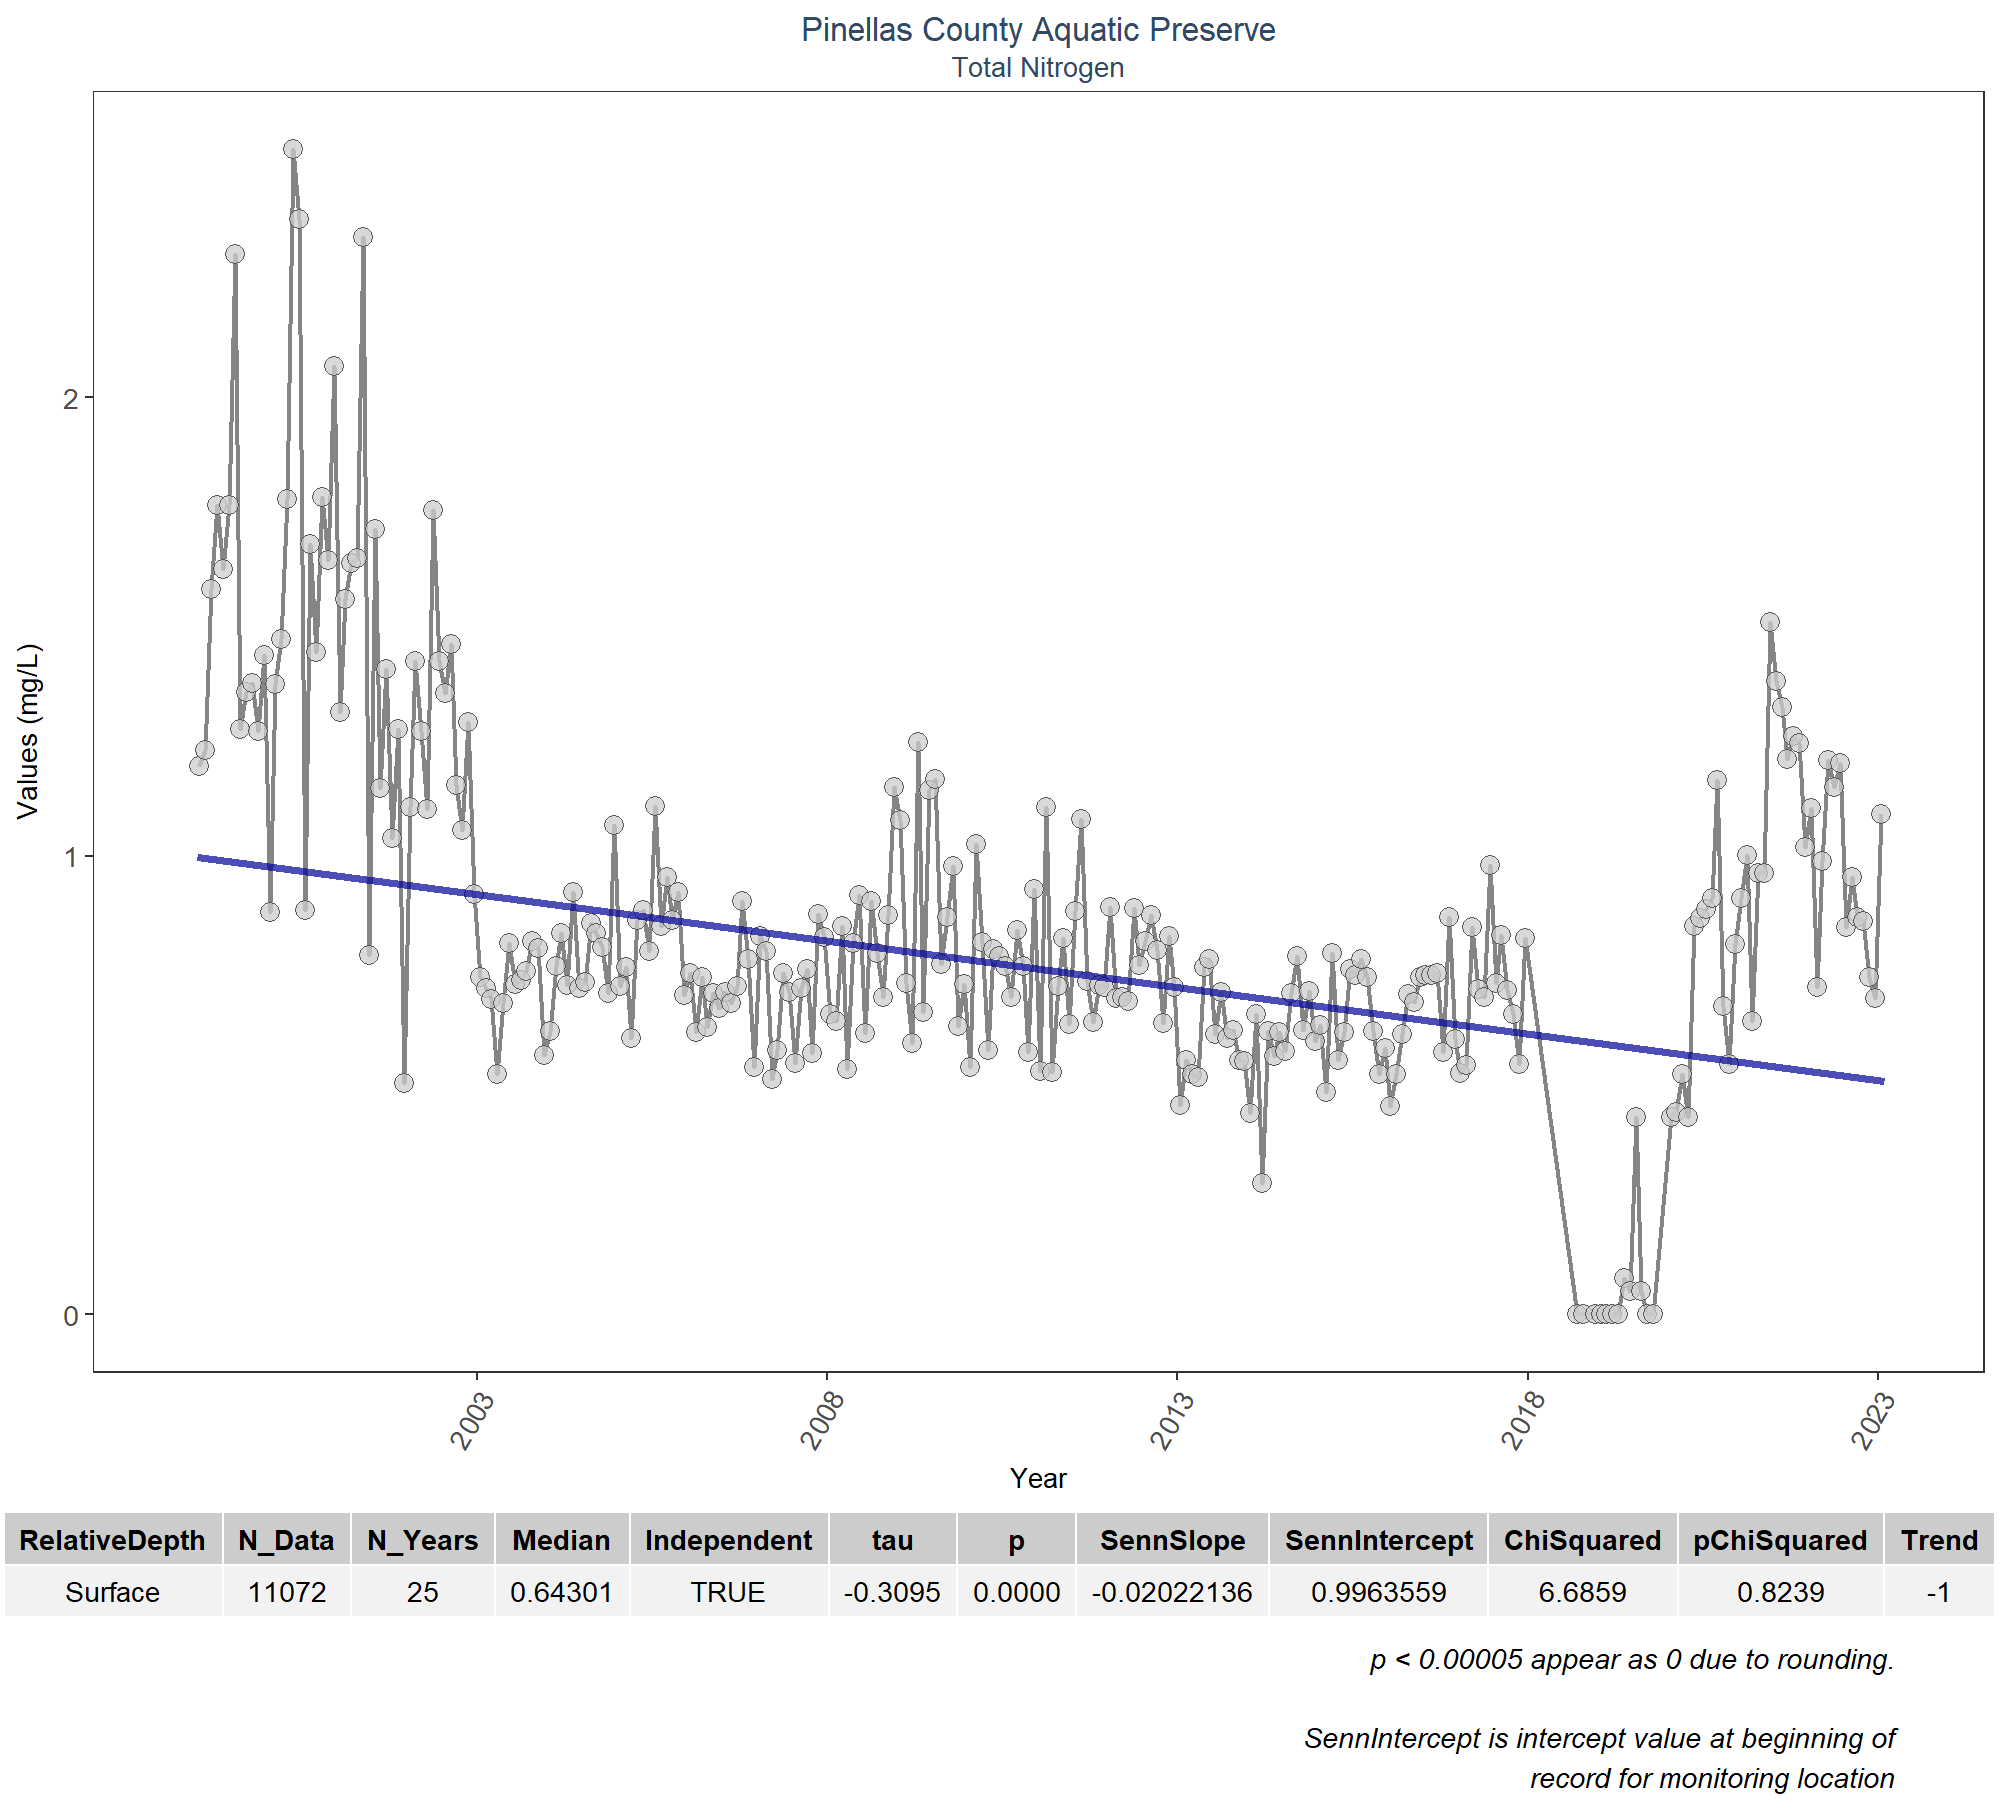 Pinellas County Aquatic Preserve
Total Nitrogen
Values (mg/L)
2
1
0
2003
2008
2013
2018
2023
Year
RelativeDepth N_Data N_Years Median Independent tau p SennSlope SennIntercept ChiSquared pChiSquared Trend
Surface 11072 25 0.64301 TRUE -0.3095 0.0000 -0.02022136 0.9963559 6.6859 0.8239 -1
p < 0.00005 appear as 0 due to rounding.
SennIntercept is intercept value at beginning of
record for monitoring location